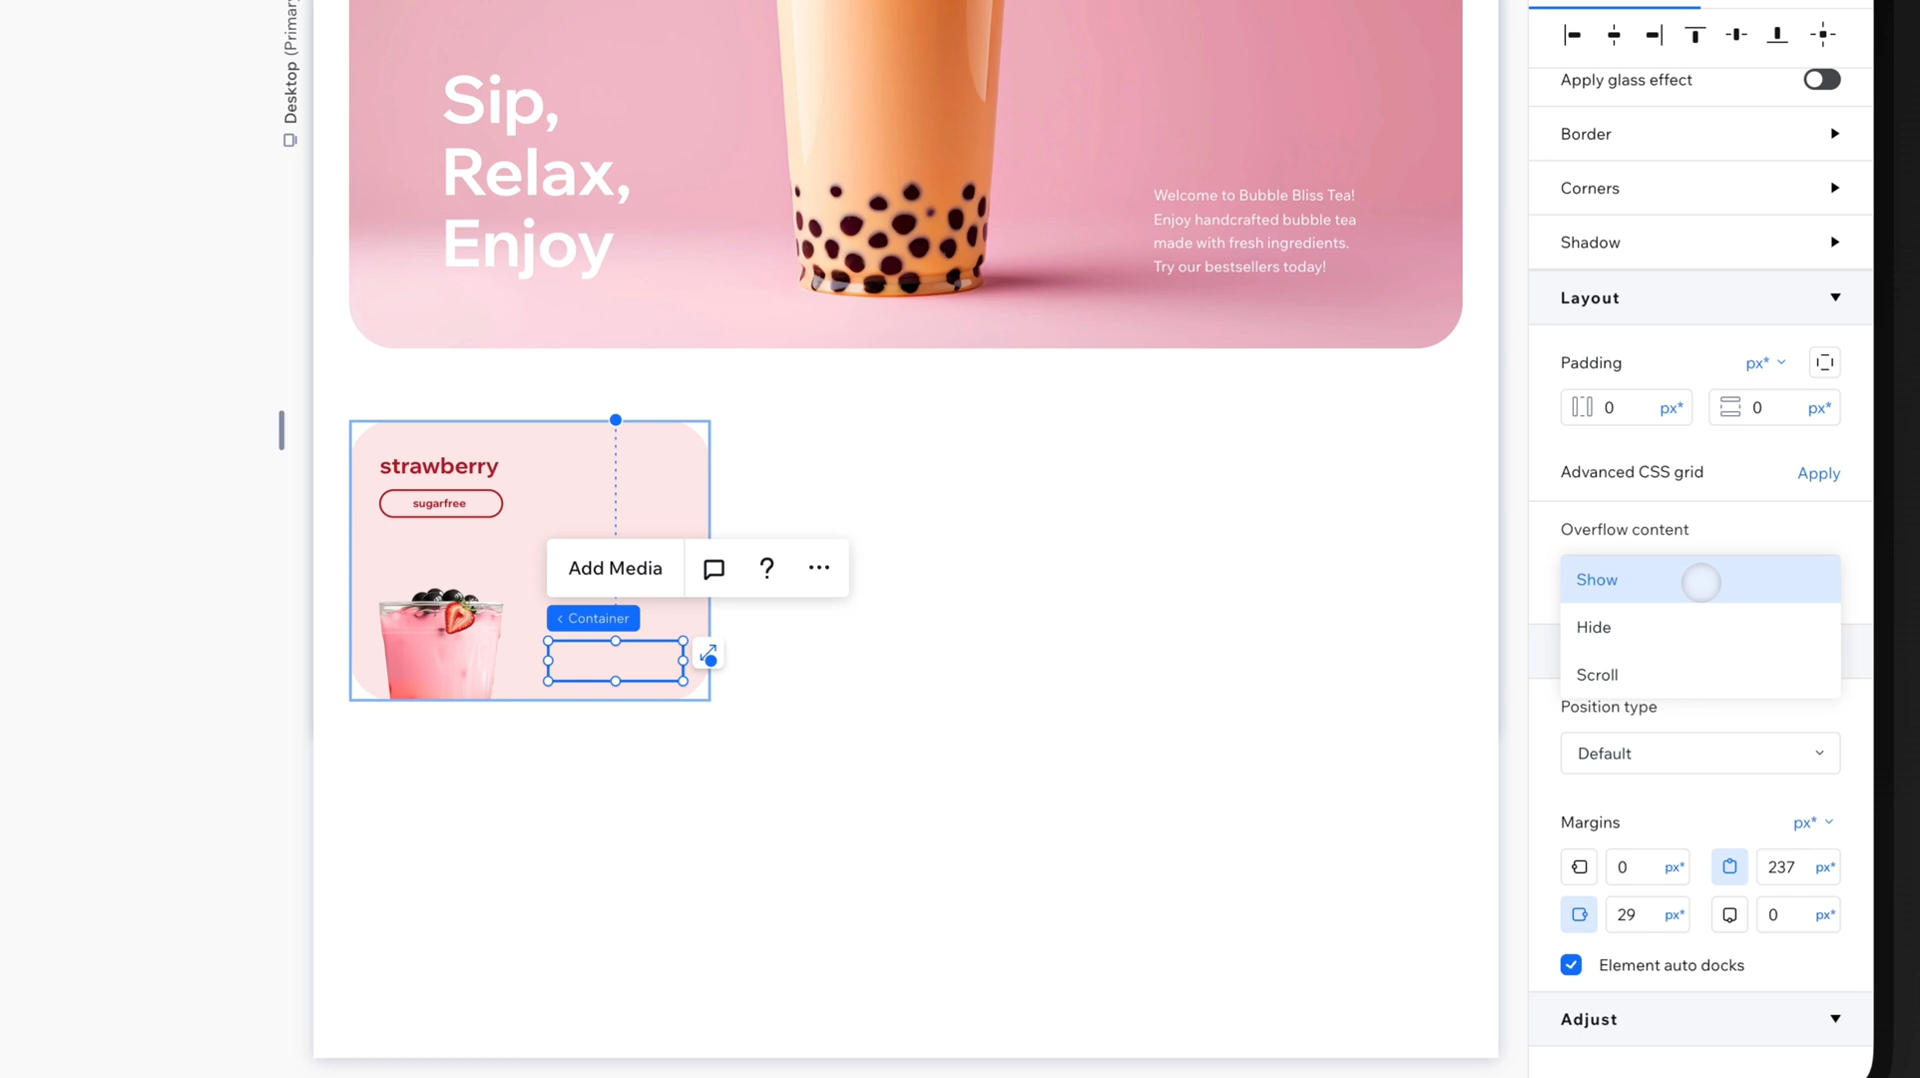 Desktop (Primary
Sip,
Relax,
Enjoy
Welcome to Bubble Bliss Tea!
Enjoy handcrafted bubble tea
made with fresh ingredients.
Try our bestsellers today!
strawberry
sugarfree
Add Media
?
< Container
Apply glass effect
Border
Corners
Shadow
Layout
Padding
px*
0 px*
0 px*
Advanced CSS grid
Apply
Overflow content
Show
Hide
Scroll
Position type
Default
Margins
px*
0 px*
237 px*
29 px*
0 px*
Element auto docks
Adjust